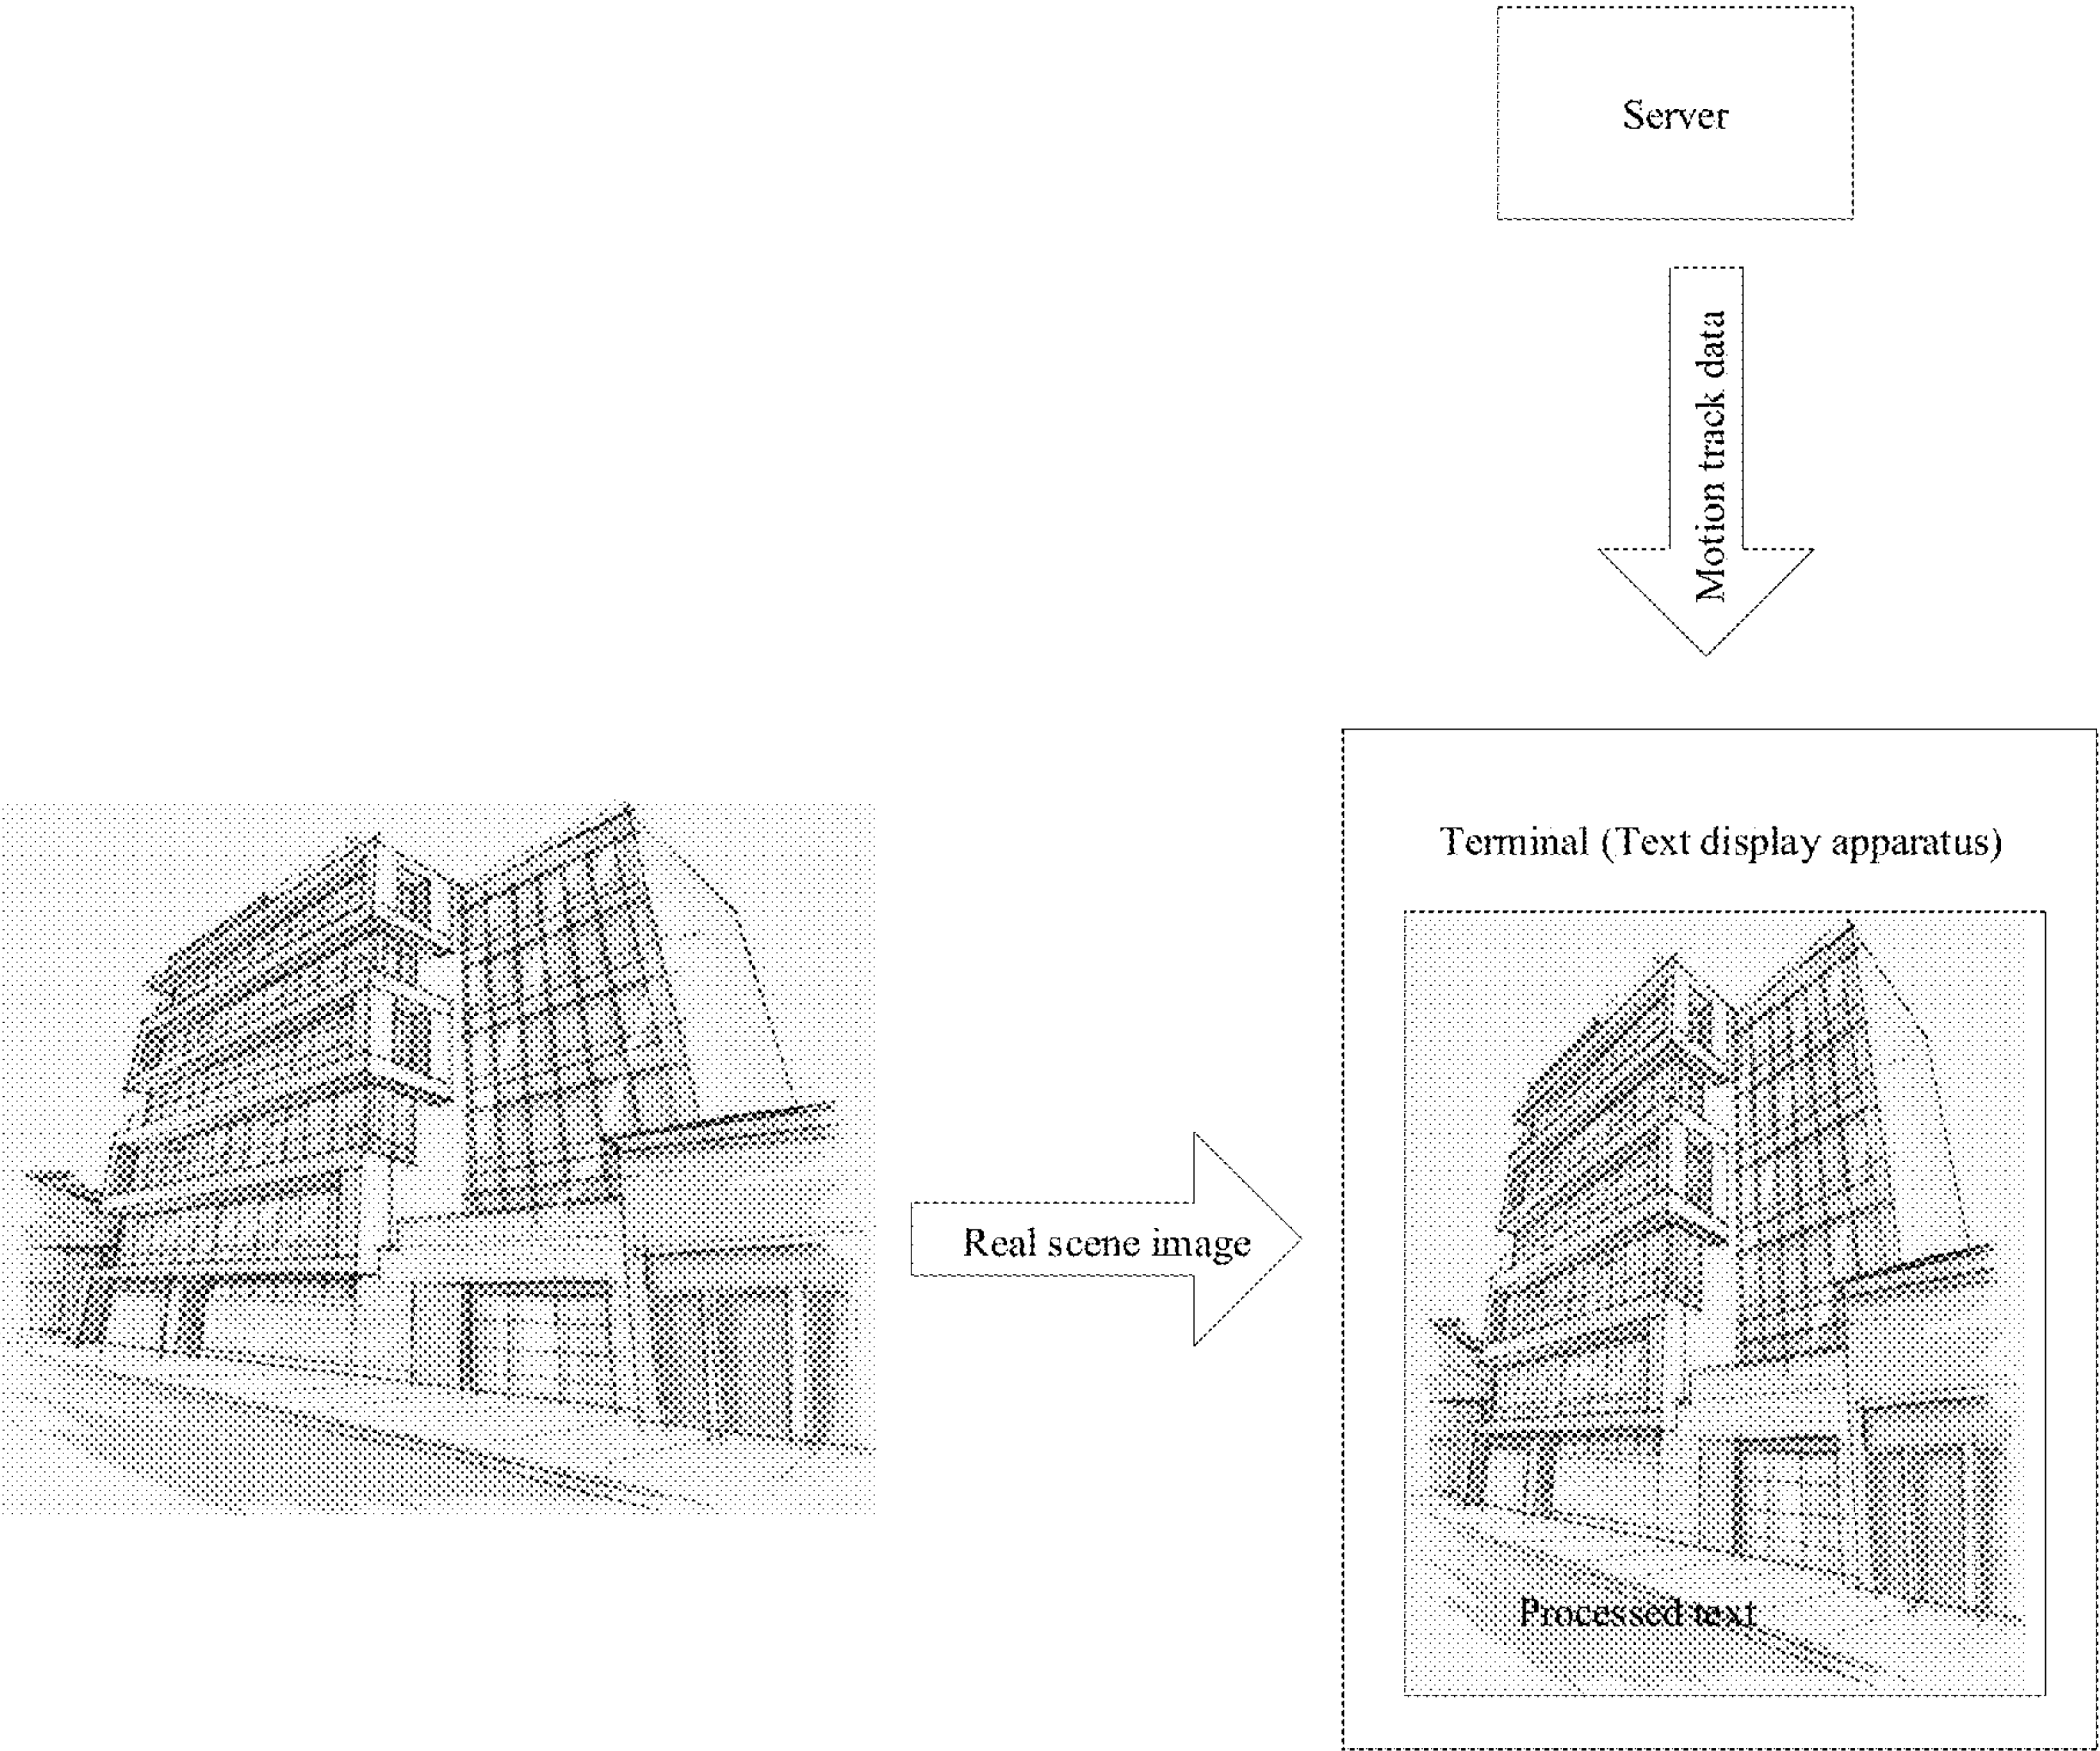 Server
Motion track data
Terminal (Text display apparatus)
Real scene image
Processed text